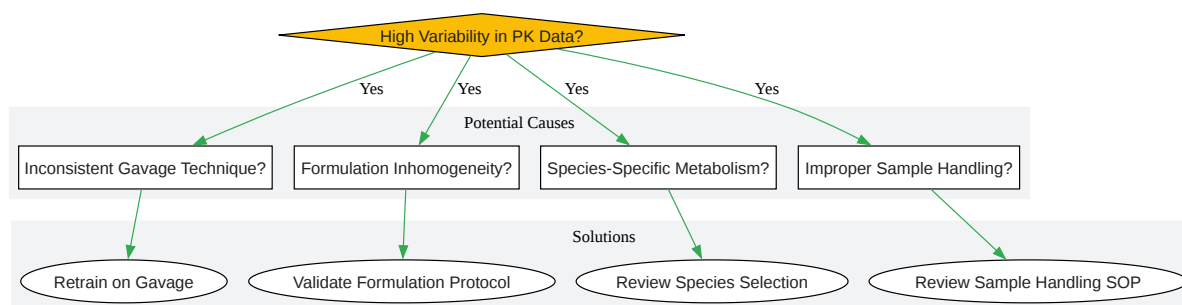 High Variability in PK Data?
Yes
Yes
Yes
Yes
Potential Causes
Inconsistent Gavage Technique?
Formulation Inhomogeneity?
Species-Specific Metabolism?
Improper Sample Handling?
Solutions
Retrain on Gavage
Validate Formulation Protocol
Review Species Selection
Review Sample Handling SOP